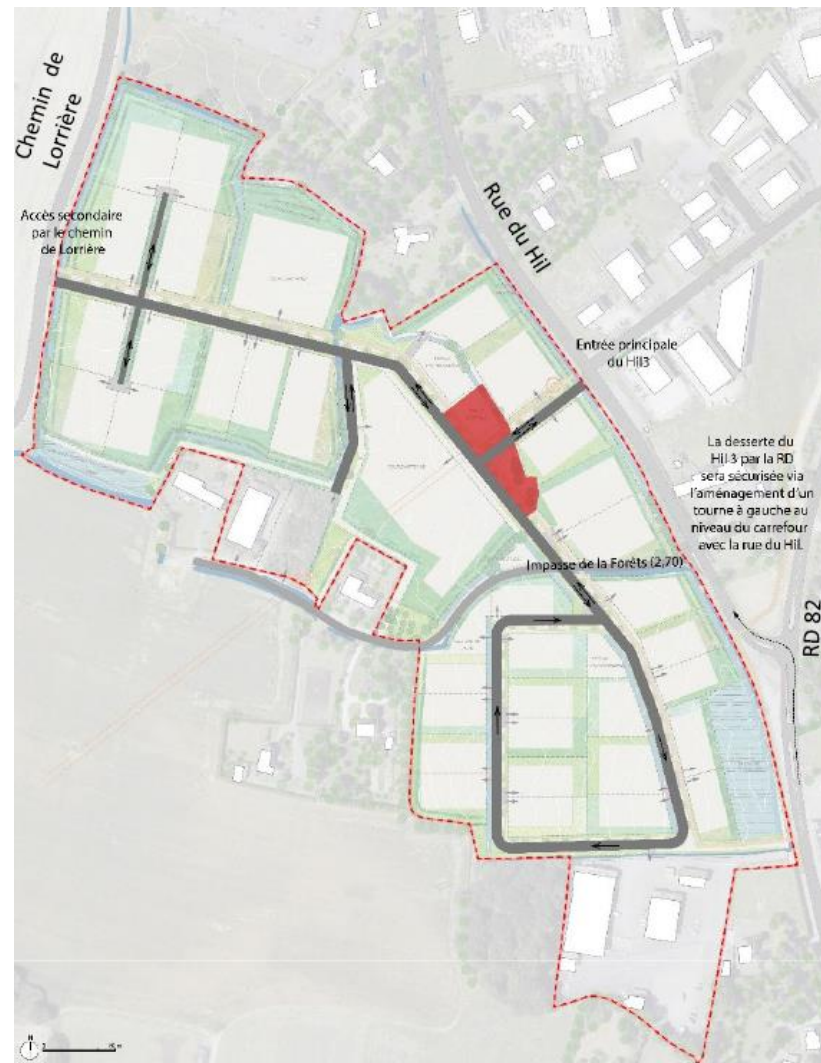 Chemin de
Lorrière
Accès secondaire
par le chemin
de Lorrière
Rue du Hil
Entrée principale
du Hil3
La desserte du
Hil 3 par la RD
sera sécurisée via
l'aménagement d'un
tourne à gauche au
niveau du carrefour
avec la rue du Hil.
Impasse de la Forêts (2,70)
RD 82
N